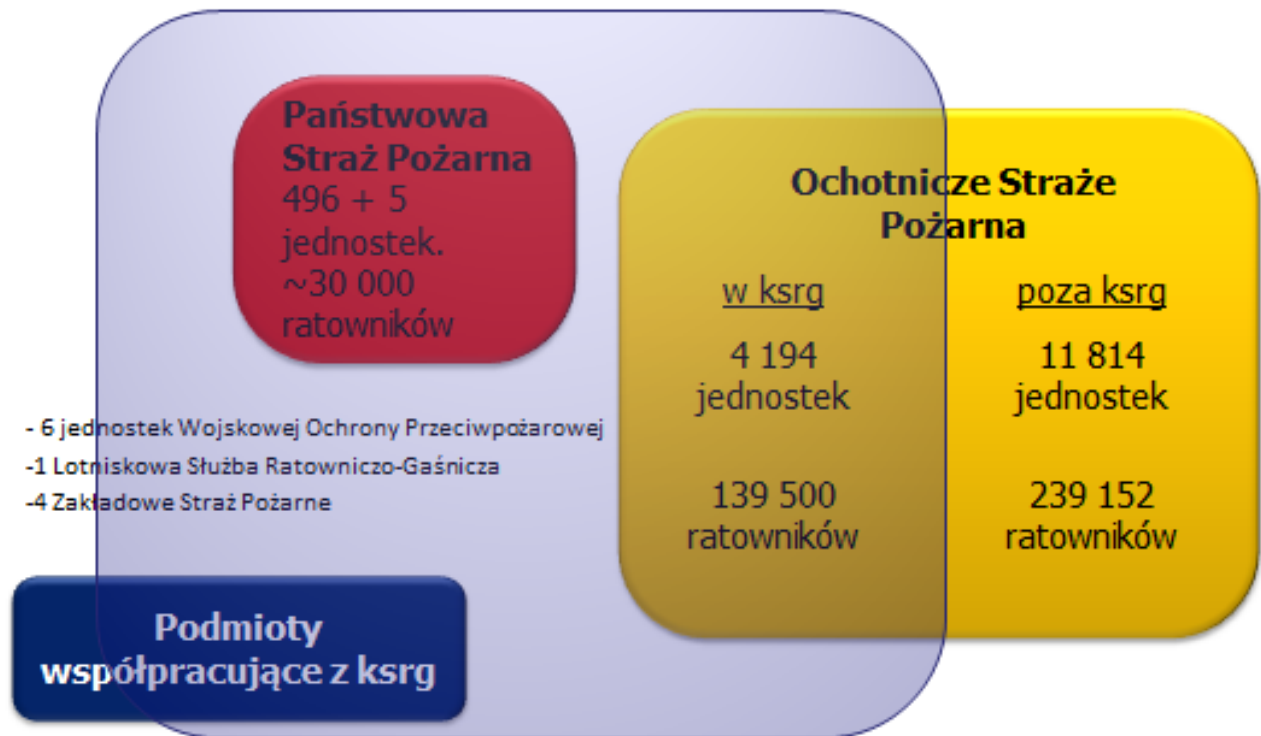 Państwowa
Straż Pożarna
496 + 5
jednostek.
~30 000
ratowników
Ochotnicze Straże
Pożarna
w ksrg
4 194
jednostek
139 500
ratowników
poza ksrg
11 814
jednostek
239 152
ratowników
- 6 jednostek Wojskowej Ochrony Przeciwpożarowej
-1 Lotniskowa Służba Ratowniczo-Gaśnicza
-4 Zakładowe Straż Pożarne
Podmioty
współpracujące z ksrg